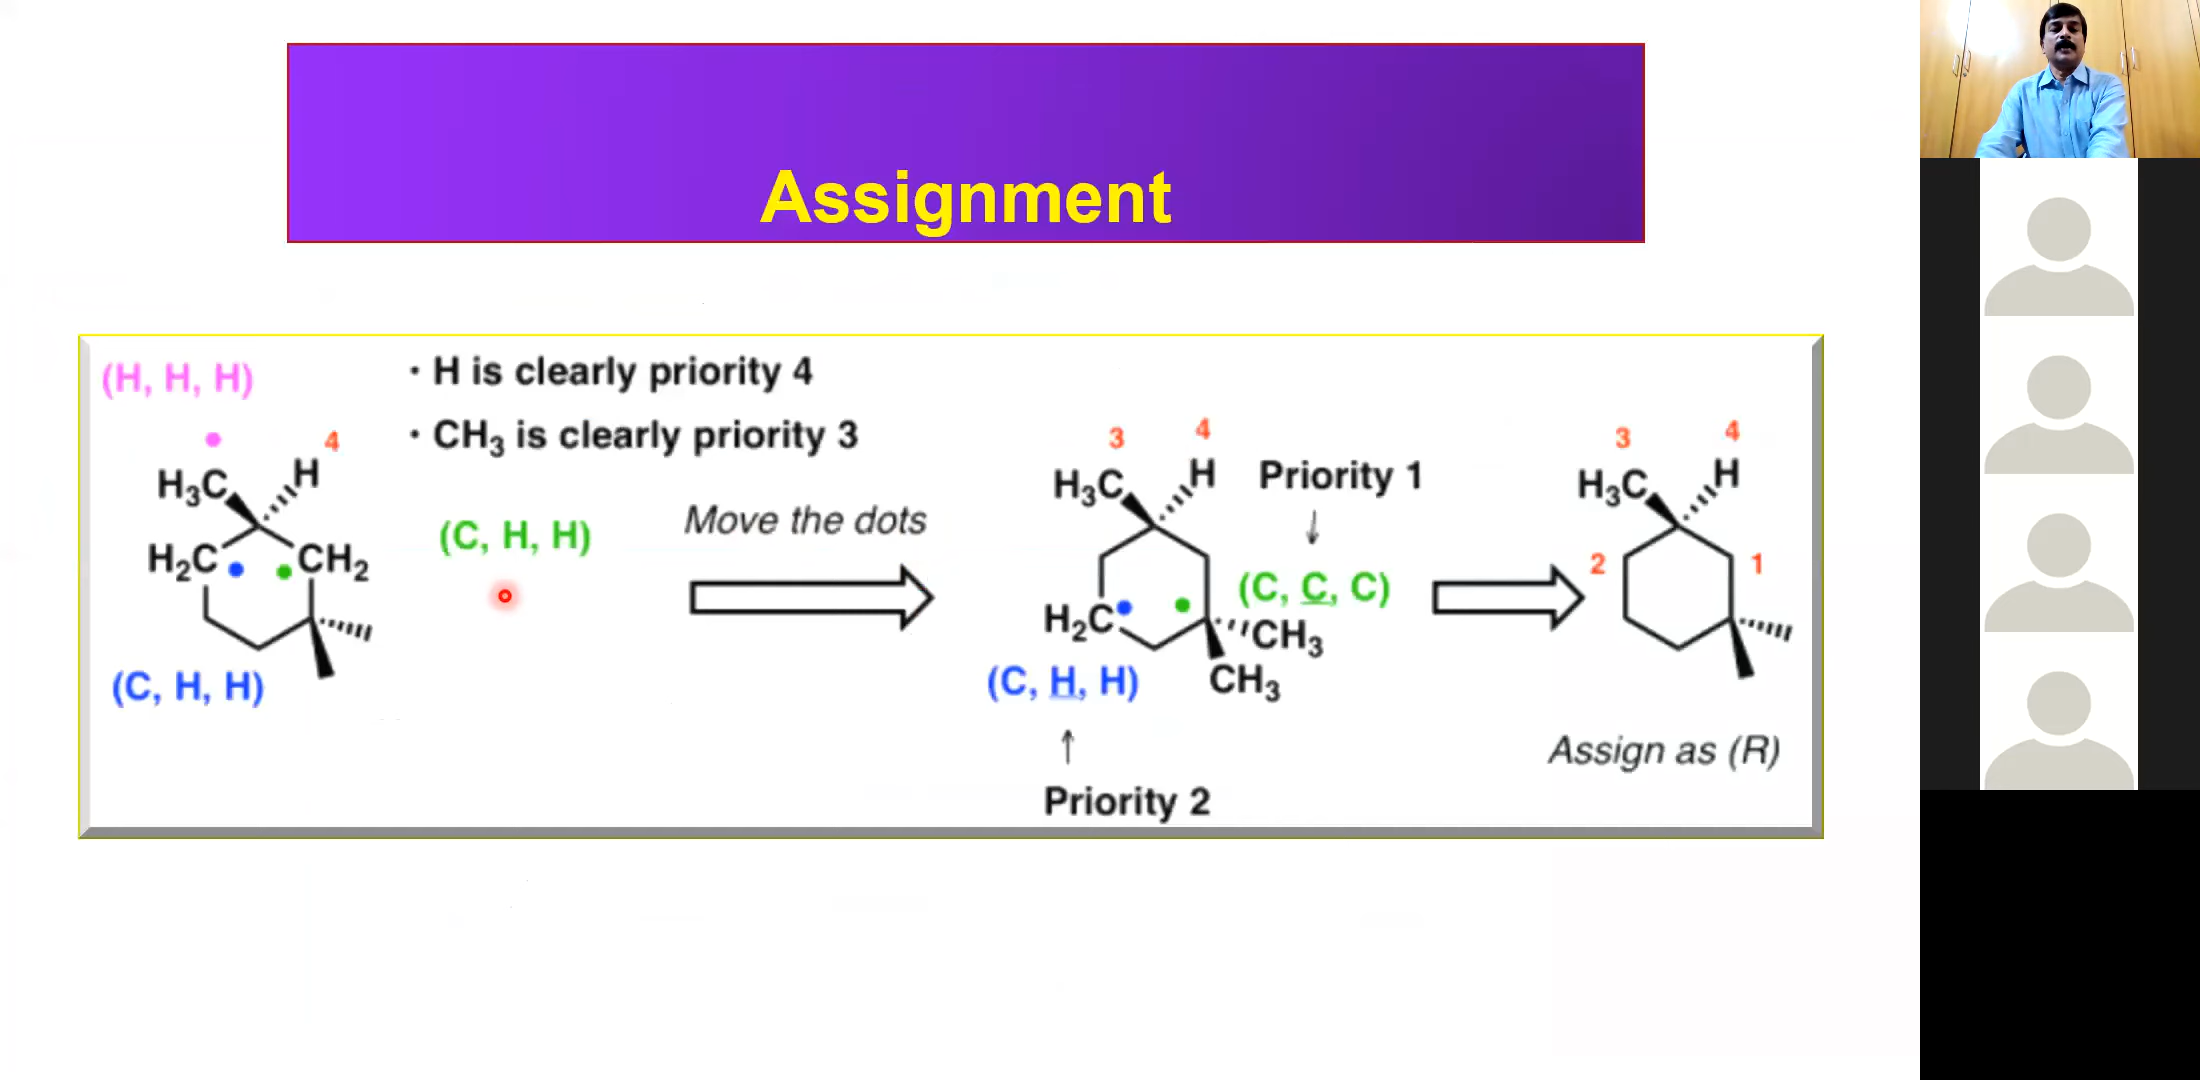 Assignment
(H, H, H)
· H is clearly priority 4
· CH₃ is clearly priority 3
4
H₃C H
H₂C CH₂
(C, H, H)
(C, H, H)
Move the dots
3 4
H₃C H
Priority 1
↓
(C, C, C)
H₂C
CH₃
CH₃
(C, H, H)
↑
Priority 2
3 4
H₃C H
2 1
Assign as (R)